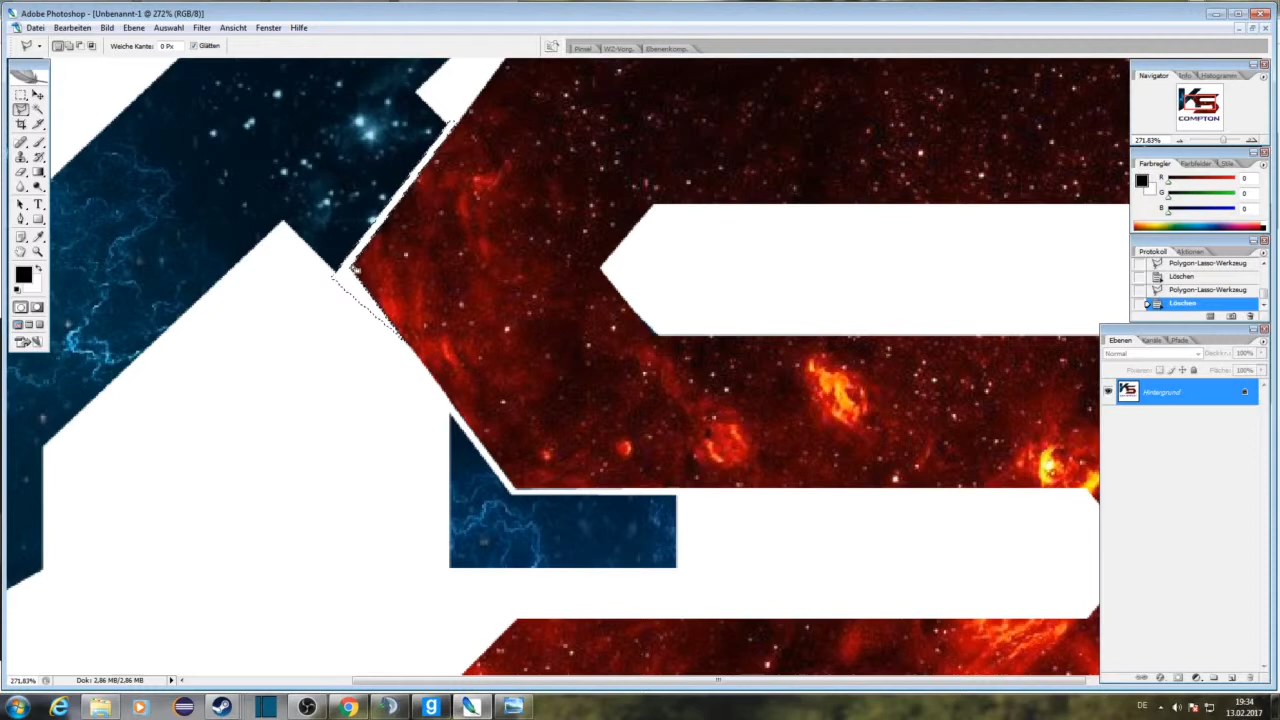 Adobe Photoshop - [Unbenannt-1 @ 272% (RGB/8)]
Datei Bearbeiten Bild Ebene Auswahl Filter Ansicht Fenster Hilfe
Weiche Kante: 0 Px Glätten
Pinsel WZ-Vorg. Ebenenkomp.
Navigator Info Histogramm
KS
COMPTON
271.83%
Farbregler Farbfelder Stile
R 0
G 0
B 0
Protokoll Aktionen
Polygon-Lasso-Werkzeug
Löschen
Polygon-Lasso-Werkzeug
Löschen
Ebenen Kanäle Pfade
Normal Deckkr.: 100%
Fixieren: Fläche: 100%
Hintergrund
271.83% Dok: 2,86 MB/2,86 MB
DE 19:34
13.02.2017